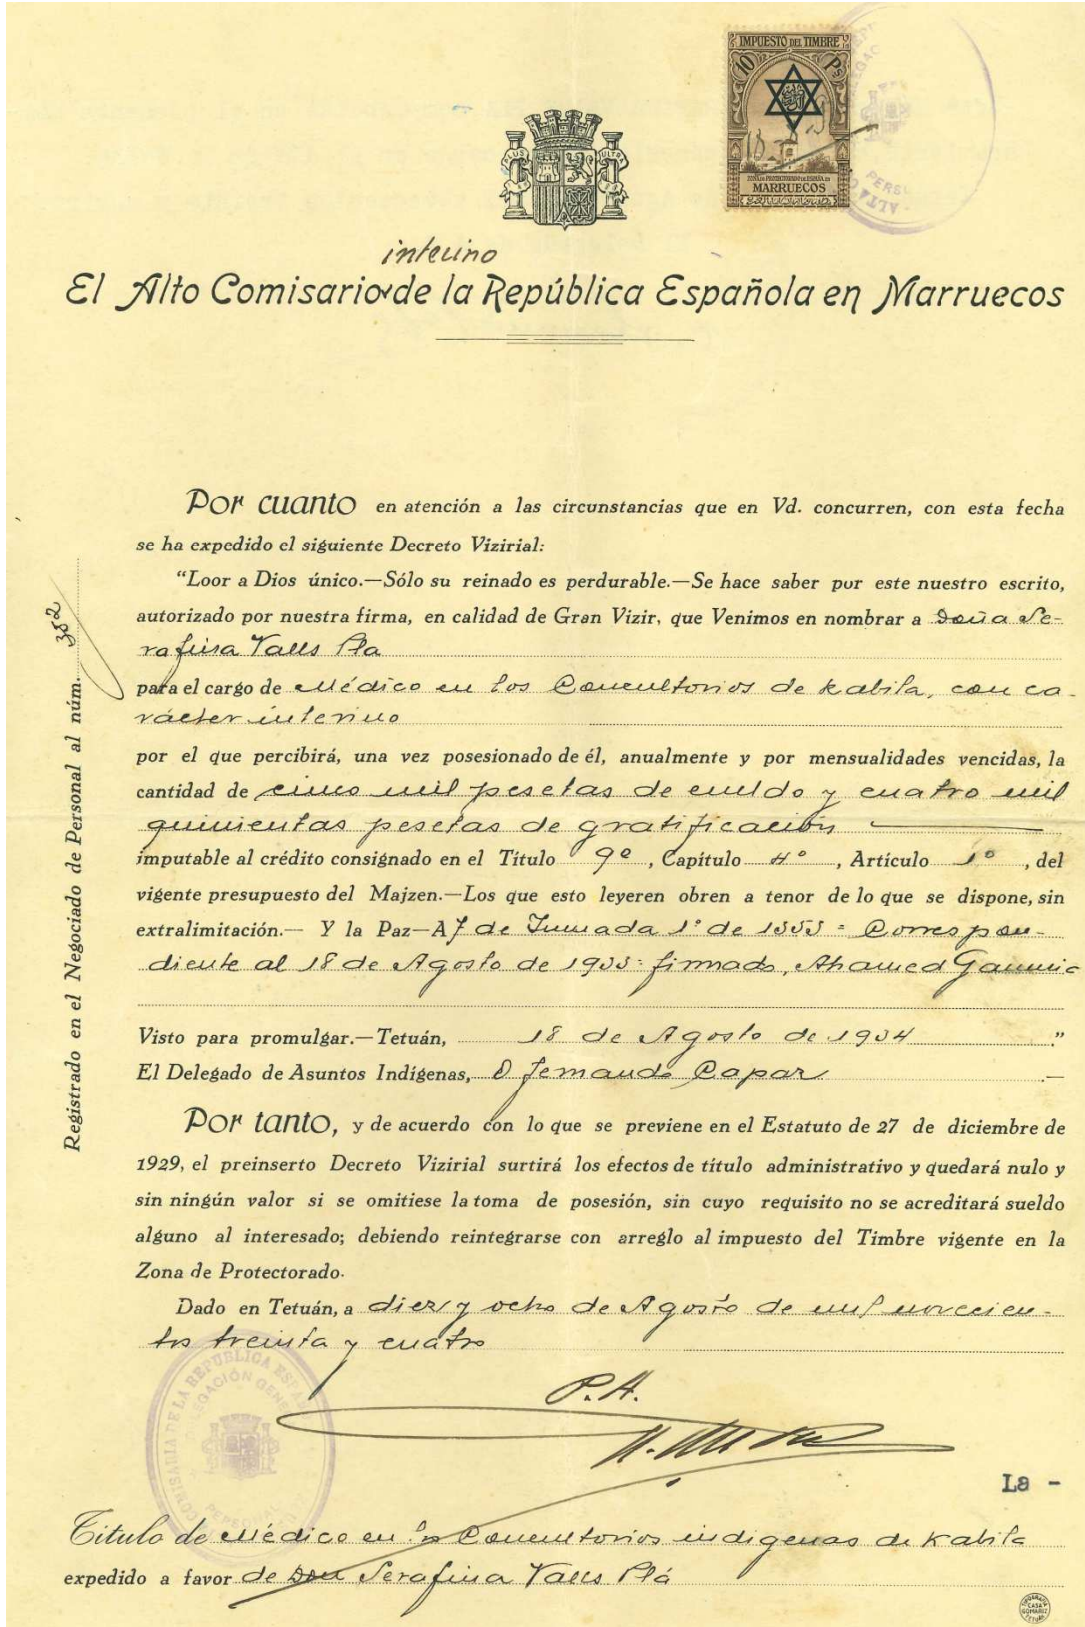 IMPUESTO DEL TIMBRE
10 Ps
18
MARRUECOS
PLUS ULTRA
interino
El Alto Comisario de la República Española en Marruecos
Por cuanto en atención a las circunstancias que en Vd. concurren, con esta fecha
se ha expedido el siguiente Decreto Vizirial:
"Loor a Dios único.—Sólo su reinado es perdurable.—Se hace saber por este nuestro escrito,
autorizado por nuestra firma, en calidad de Gran Vizir, que Venimos en nombrar a Doña Se-
rafina Valls Pla
para el cargo de Médico en los Consultorios de Kabila, con ca-
rácter interino
por el que percibirá, una vez posesionado de él, anualmente y por mensualidades vencidas, la
cantidad de cinco mil pesetas de sueldo y cuatro mil
quinientas pesetas de gratificación
imputable al crédito consignado en el Título 9º, Capítulo 4º, Artículo 1º, del
vigente presupuesto del Majzen.—Los que esto leyeren obren a tenor de lo que se dispone, sin
extralimitación.— Y la Paz—A 7 de Yumada 1º de 1353 = Correspon-
diente al 18 de Agosto de 1933 = firmado, Ahamed Ganmia
Visto para promulgar.—Tetuán, 18 de Agosto de 1934 "
El Delegado de Asuntos Indígenas, D Fernando Capaz —
Por tanto, y de acuerdo con lo que se previene en el Estatuto de 27 de diciembre de
1929, el preinserto Decreto Vizirial surtirá los efectos de título administrativo y quedará nulo y
sin ningún valor si se omitiese la toma de posesión, sin cuyo requisito no se acreditará sueldo
alguno al interesado; debiendo reintegrarse con arreglo al impuesto del Timbre vigente en la
Zona de Protectorado.
Dado en Tetuán, a diez y ocho de Agosto de mil novecien-
tos treinta y cuatro
P.A.
La -
Título de Médico en los Consultorios indigenas de Kabila
expedido a favor de Don Serafina Valls Plá
Registrado en el Negociado de Personal al núm. 352
TIPOGRAFIA CASA GOMARIZ TETUAN